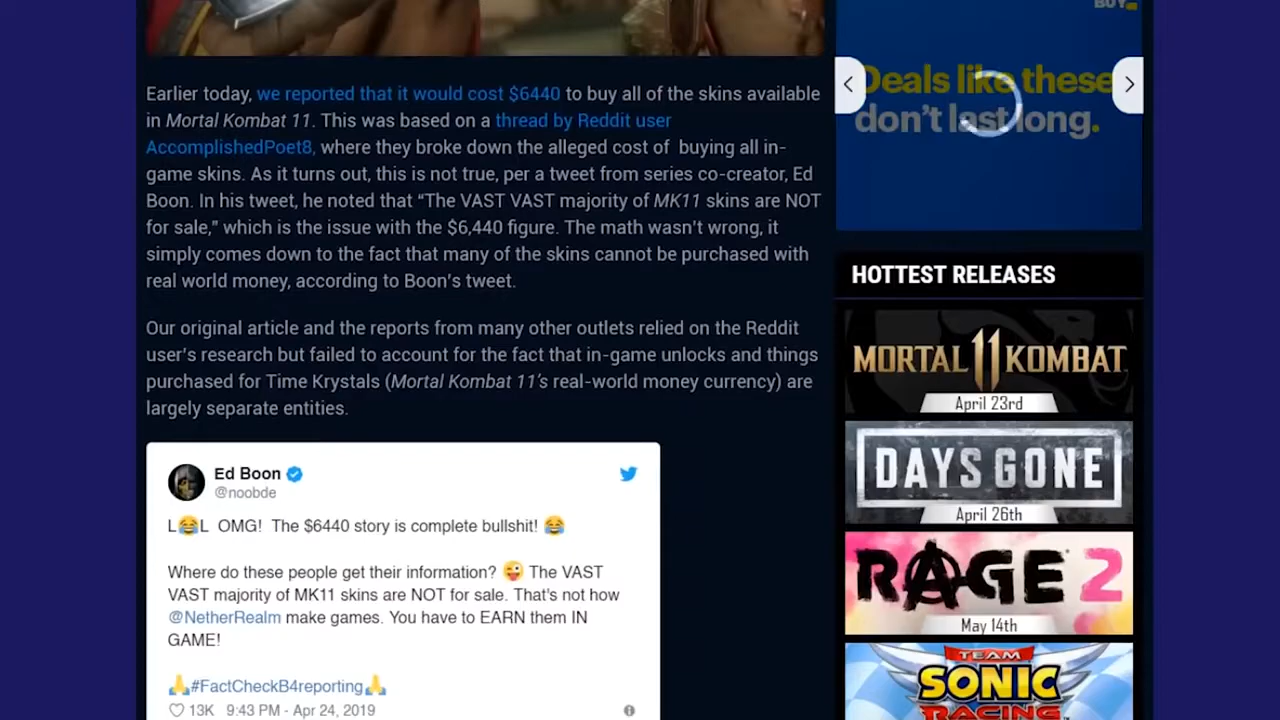 Earlier today, we reported that it would cost $6440 to buy all of the skins available
in Mortal Kombat 11. This was based on a thread by Reddit user
AccomplishedPoet8, where they broke down the alleged cost of  buying all in-
game skins. As it turns out, this is not true, per a tweet from series co-creator, Ed
Boon. In his tweet, he noted that “The VAST VAST majority of MK11 skins are NOT
for sale,” which is the issue with the $6,440 figure. The math wasn’t wrong, it
simply comes down to the fact that many of the skins cannot be purchased with
real world money, according to Boon’s tweet.
Our original article and the reports from many other outlets relied on the Reddit
user’s research but failed to account for the fact that in-game unlocks and things
purchased for Time Krystals (Mortal Kombat 11’s real-world money currency) are
largely separate entities.
Ed Boon
@noobde
L😂L  OMG!  The $6440 story is complete bullshit! 😂
Where do these people get their information? 😜 The VAST
VAST majority of MK11 skins are NOT for sale. That's not how
@NetherRealm make games. You have to EARN them IN
GAME!
🙏#FactCheckB4reporting🙏
13K  9:43 PM - Apr 24, 2019
BUY
Deals like these
don’t last long.
HOTTEST RELEASES
MORTAL 11 KOMBAT
April 23rd
DAYS GONE
April 26th
RAGE 2
May 14th
TEAM
SONIC
RACING